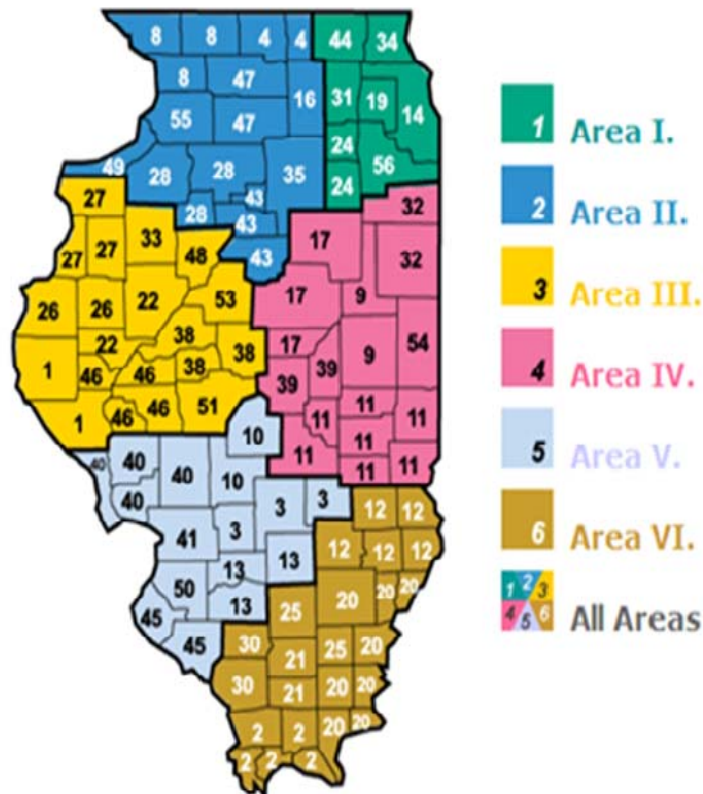 8 8 4 4 44 34
8 47 16 31 19 14
55 47 24
49 28 28 35 24 56
43
27 28 43 32
33 17
27 27 48 43 32
26 26 22 53 17 9
22 38 17 54
1 46 46 38 38 39 39 9
1 46 46 51 11 11
10 11
40 40 40 10 11 11 11
40 3 3 12 12
41 3 12 12 12
13 13
50 13 20 20 20
45 25
45 30 21 25 20
30 21 20 20
2 2 20 20
2 2 2
1 Area I.
2 Area II.
3 Area III.
4 Area IV.
5 Area V.
6 Area VI.
1 2 3 4 5 6 All Areas